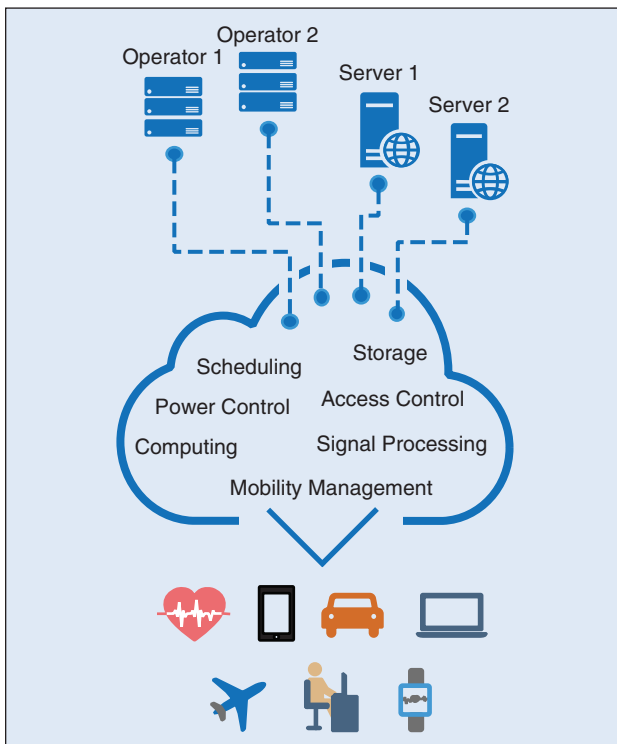 Operator 1
Operator 2
Server 1
Server 2
Scheduling
Storage
Power Control
Access Control
Computing
Signal Processing
Mobility Management